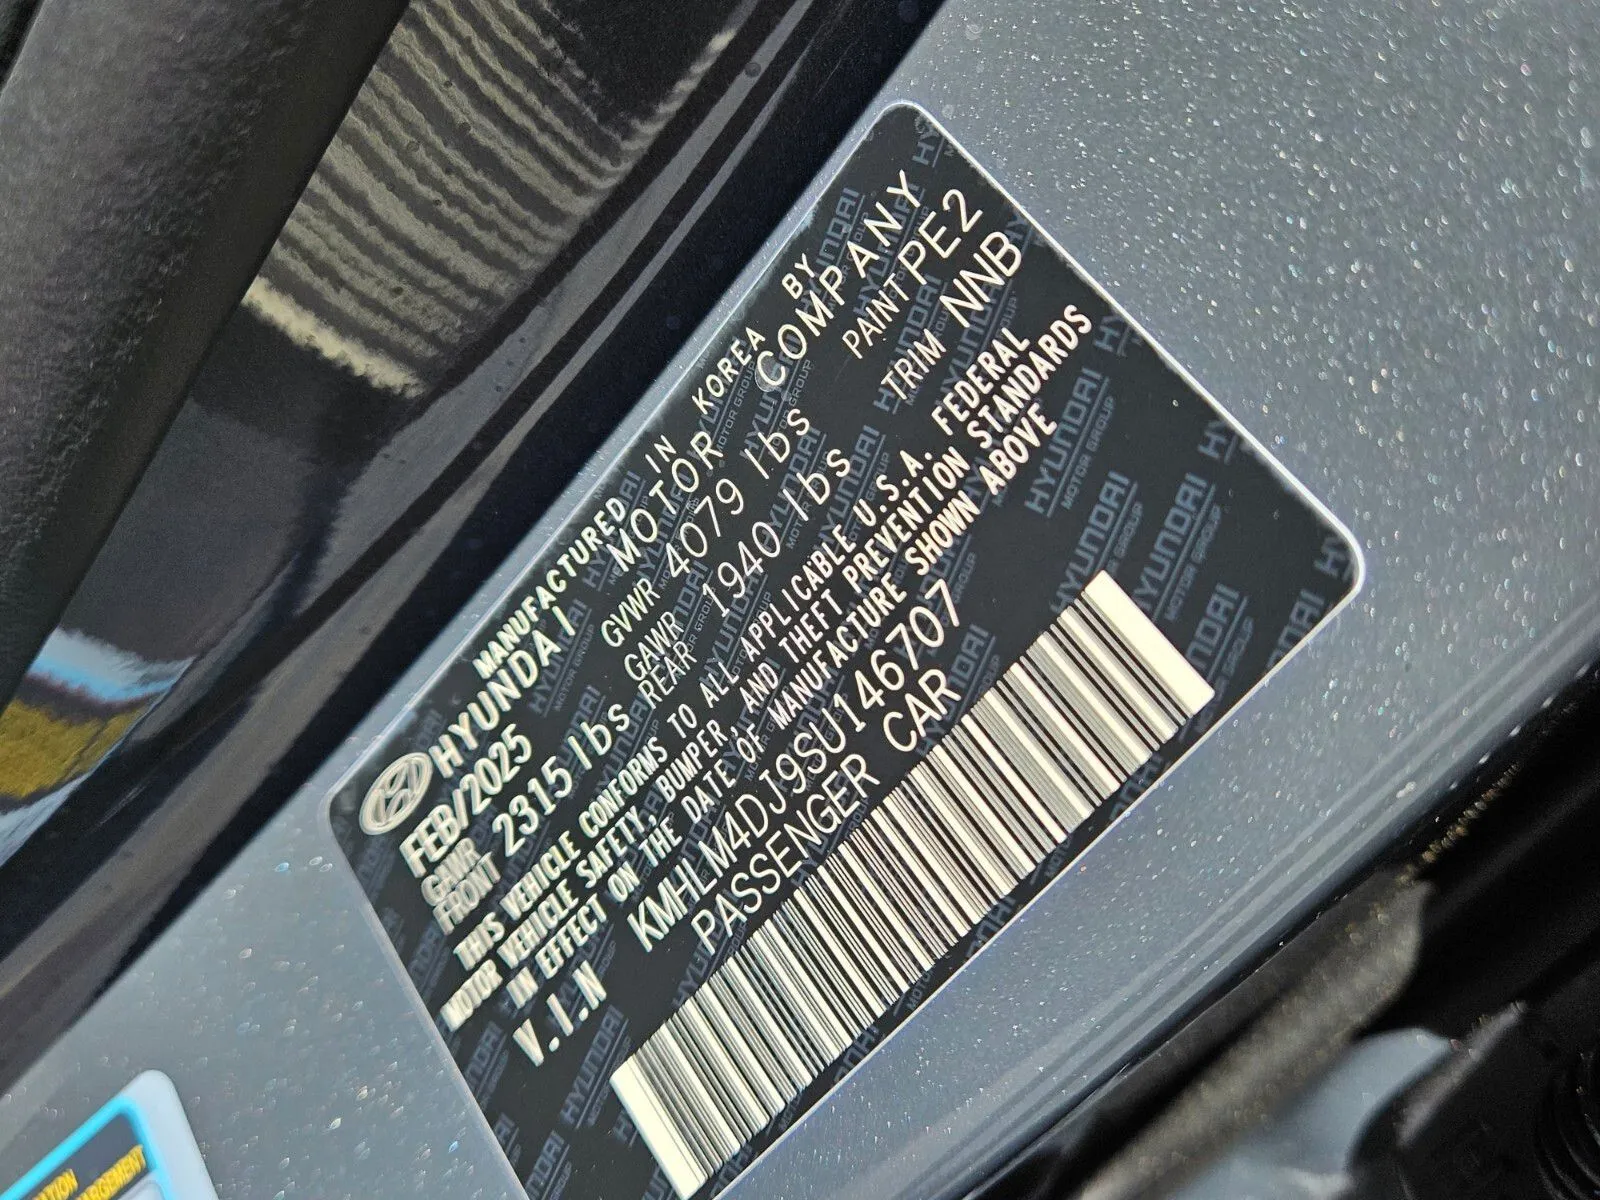 MANUFACTURED IN KOREA BY
HYUNDAI MOTOR COMPANY
FEB/2025 GVWR 4079 lbs PAINT PE2
GAWR FRONT 2315 lbs GAWR REAR 1940 lbs TRIM NNB
THIS VEHICLE CONFORMS TO ALL APPLICABLE U.S.A. FEDERAL
MOTOR VEHICLE SAFETY, BUMPER, AND THEFT PREVENTION STANDARDS
IN EFFECT ON THE DATE OF MANUFACTURE SHOWN ABOVE
V.I.N KMHLM4DJ9SU146707
PASSENGER CAR
HYUNDAI
MOTOR GROUP